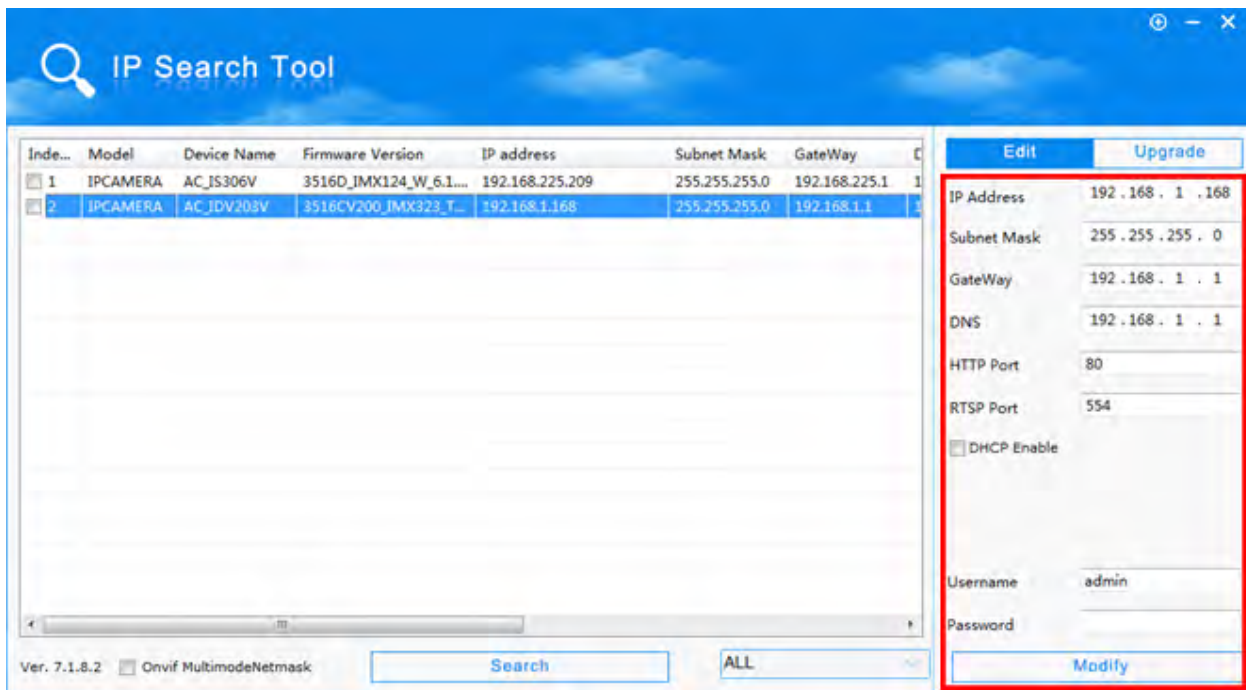 IP Search Tool
Inde... Model Device Name Firmware Version IP address Subnet Mask GateWay
1 IPCAMERA AC_IS306V 3516D_IMX124_W_6.1.... 192.168.225.209 255.255.255.0 192.168.225.1 1
2 IPCAMERA AC_IDV203V 3516CV200_IMX323_T... 192.168.1.168 255.255.255.0 192.168.1.1 1
Edit Upgrade
IP Address 192 . 168 . 1 . 168
Subnet Mask 255 . 255 . 255 . 0
GateWay 192 . 168 . 1 . 1
DNS 192 . 168 . 1 . 1
HTTP Port 80
RTSP Port 554
DHCP Enable
Username admin
Password
Ver. 7.1.8.2 Onvif MultimodeNetmask Search ALL Modify